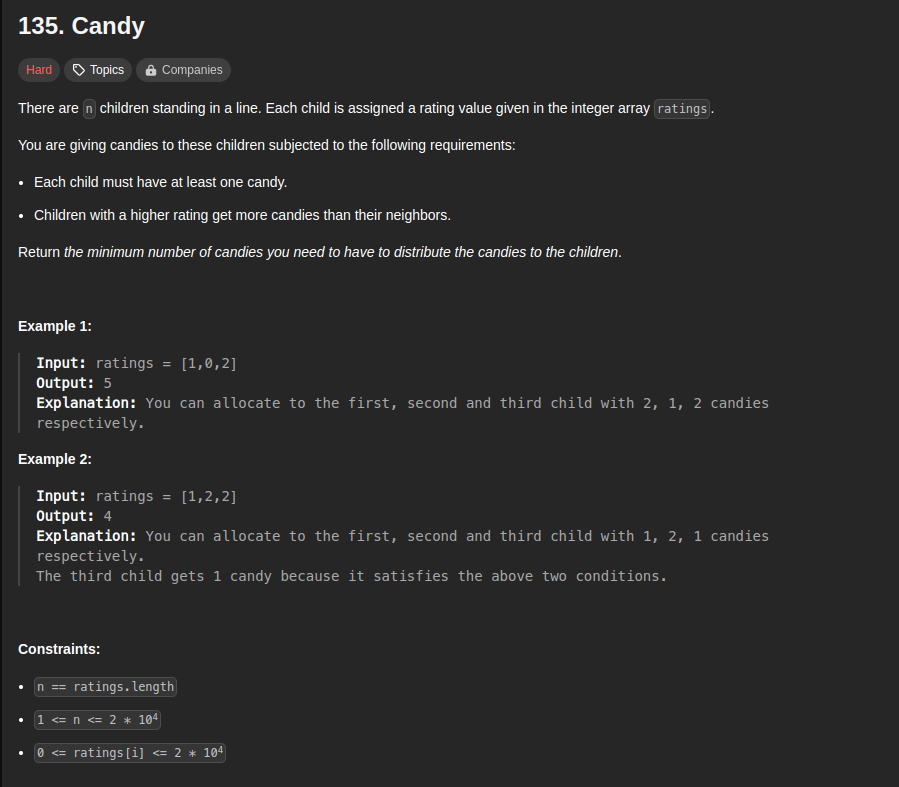 135. Candy
Hard Topics Companies
There are n children standing in a line. Each child is assigned a rating value given in the integer array ratings.
You are giving candies to these children subjected to the following requirements:
• Each child must have at least one candy.
• Children with a higher rating get more candies than their neighbors.
Return the minimum number of candies you need to have to distribute the candies to the children.
Example 1:
Input: ratings = [1,0,2]
Output: 5
Explanation: You can allocate to the first, second and third child with 2, 1, 2 candies
respectively.
Example 2:
Input: ratings = [1,2,2]
Output: 4
Explanation: You can allocate to the first, second and third child with 1, 2, 1 candies
respectively.
The third child gets 1 candy because it satisfies the above two conditions.
Constraints:
• n == ratings.length
• 1 <= n <= 2 * 10⁴
• 0 <= ratings[i] <= 2 * 10⁴